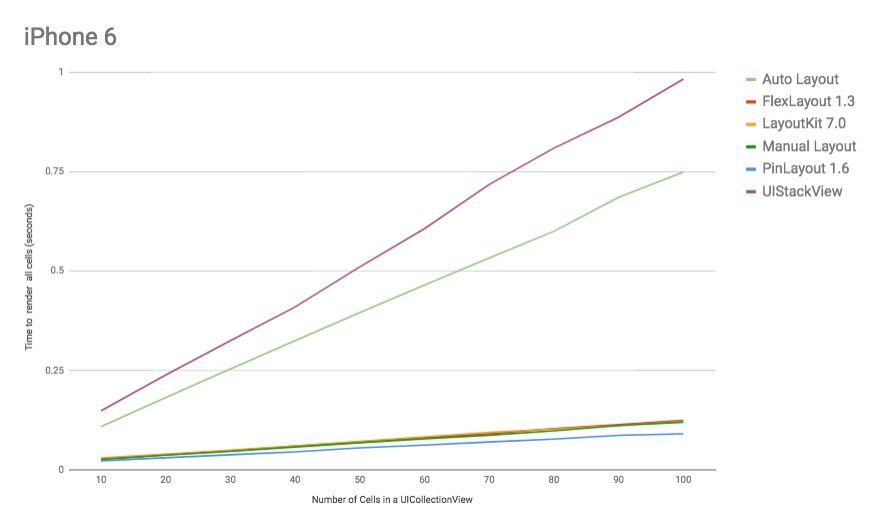 iPhone 6
Time to render all cells (seconds)
1
0.75
0.5
0.25
0
10 20 30 40 50 60 70 80 90 100
Number of Cells in a UICollectionView
Auto Layout
FlexLayout 1.3
LayoutKit 7.0
Manual Layout
PinLayout 1.6
UIStackView